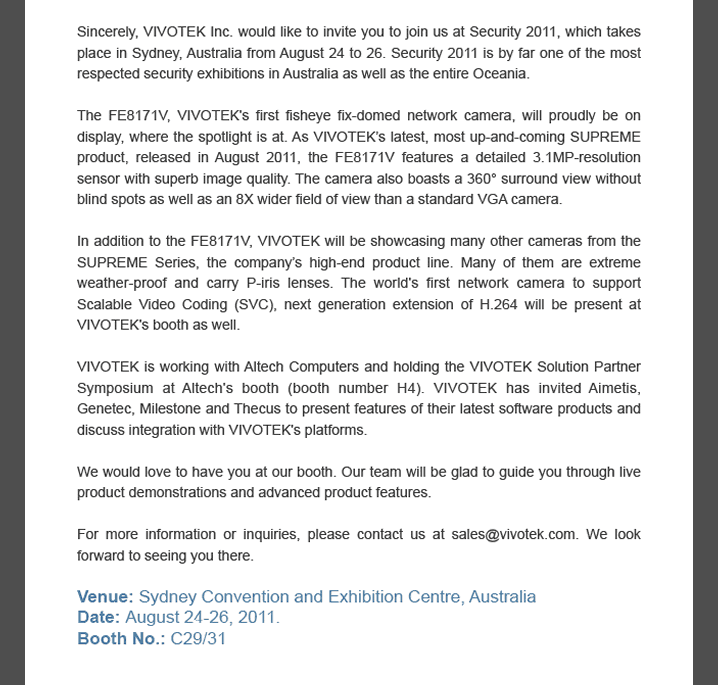 Sincerely, VIVOTEK Inc. would like to invite you to join us at Security 2011, which takes
place in Sydney, Australia from August 24 to 26. Security 2011 is by far one of the most
respected security exhibitions in Australia as well as the entire Oceania.
The FE8171V, VIVOTEK's first fisheye fix-domed network camera, will proudly be on
display, where the spotlight is at. As VIVOTEK's latest, most up-and-coming SUPREME
product, released in August 2011, the FE8171V features a detailed 3.1MP-resolution
sensor with superb image quality. The camera also boasts a 360° surround view without
blind spots as well as an 8X wider field of view than a standard VGA camera.
In addition to the FE8171V, VIVOTEK will be showcasing many other cameras from the
SUPREME Series, the company's high-end product line. Many of them are extreme
weather-proof and carry P-iris lenses. The world's first network camera to support
Scalable Video Coding (SVC), next generation extension of H.264 will be present at
VIVOTEK's booth as well.
VIVOTEK is working with Altech Computers and holding the VIVOTEK Solution Partner
Symposium at Altech's booth (booth number H4). VIVOTEK has invited Aimetis,
Genetec, Milestone and Thecus to present features of their latest software products and
discuss integration with VIVOTEK's platforms.
We would love to have you at our booth. Our team will be glad to guide you through live
product demonstrations and advanced product features.
For more information or inquiries, please contact us at sales@vivotek.com. We look
forward to seeing you there.
Venue: Sydney Convention and Exhibition Centre, Australia
Date: August 24-26, 2011.
Booth No.: C29/31